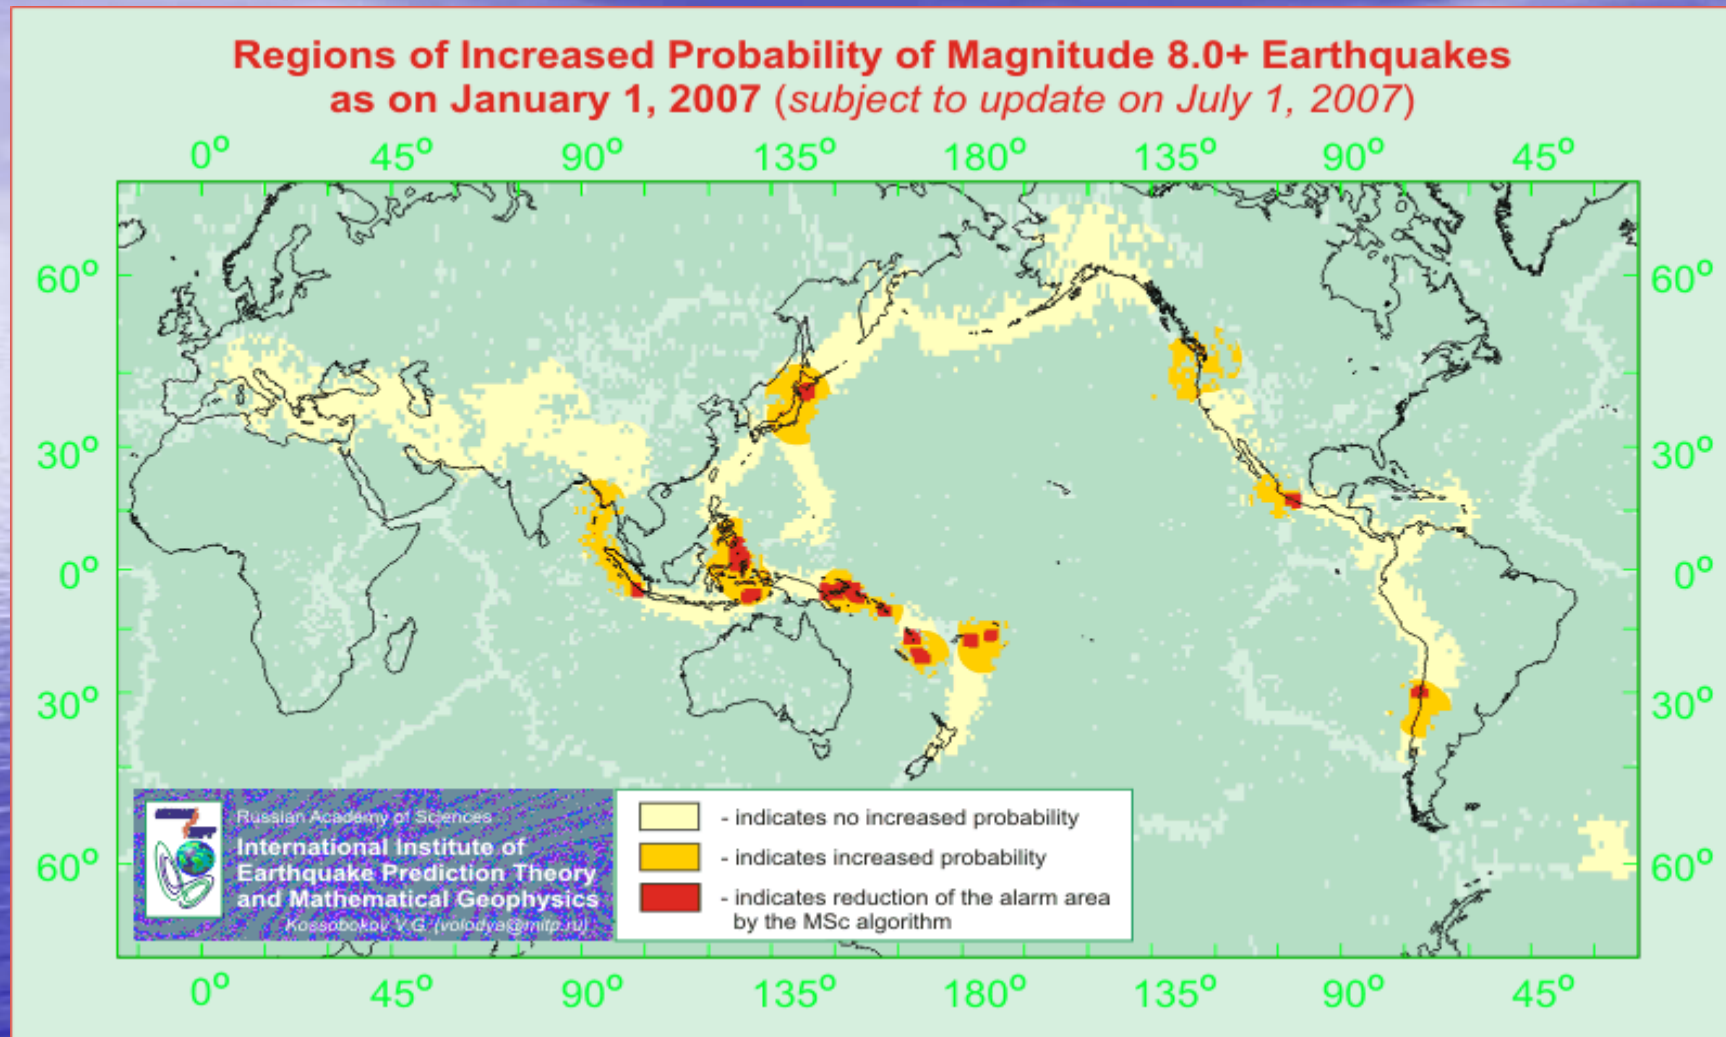 Regions of Increased Probability of Magnitude 8.0+ Earthquakes
as on January 1, 2007 (subject to update on July 1, 2007)
0° 45° 90° 135° 180° 135° 90° 45°
60° 60°
30° 30°
0° 0°
30° 30°
60° 60°
Russian Academy of Sciences
International Institute of
Earthquake Prediction Theory
and Mathematical Geophysics
Kossobokov V.G. (volodya@mitp.ru)
- indicates no increased probability
- indicates increased probability
- indicates reduction of the alarm area
by the MSc algorithm
0° 45° 90° 135° 180° 135° 90° 45°